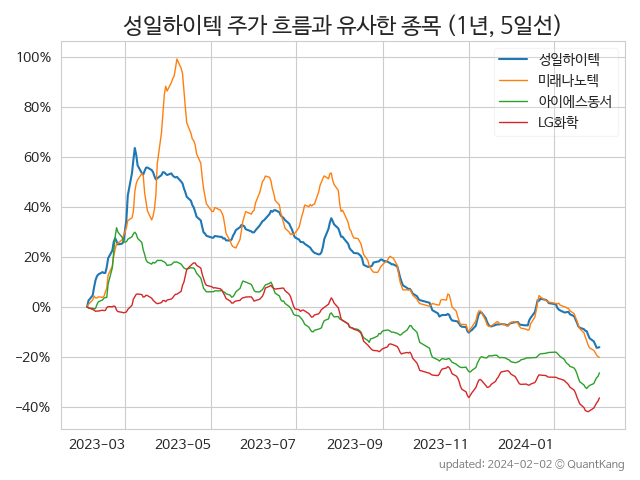 성일하이텍 주가 흐름과 유사한 종목 (1년, 5일선)
성일하이텍
미래나노텍
아이에스동서
LG화학
100%
80%
60%
40%
20%
0%
−20%
−40%
2023-03 2023-05 2023-07 2023-09 2023-11 2024-01
updated: 2024-02-02 © QuantKang